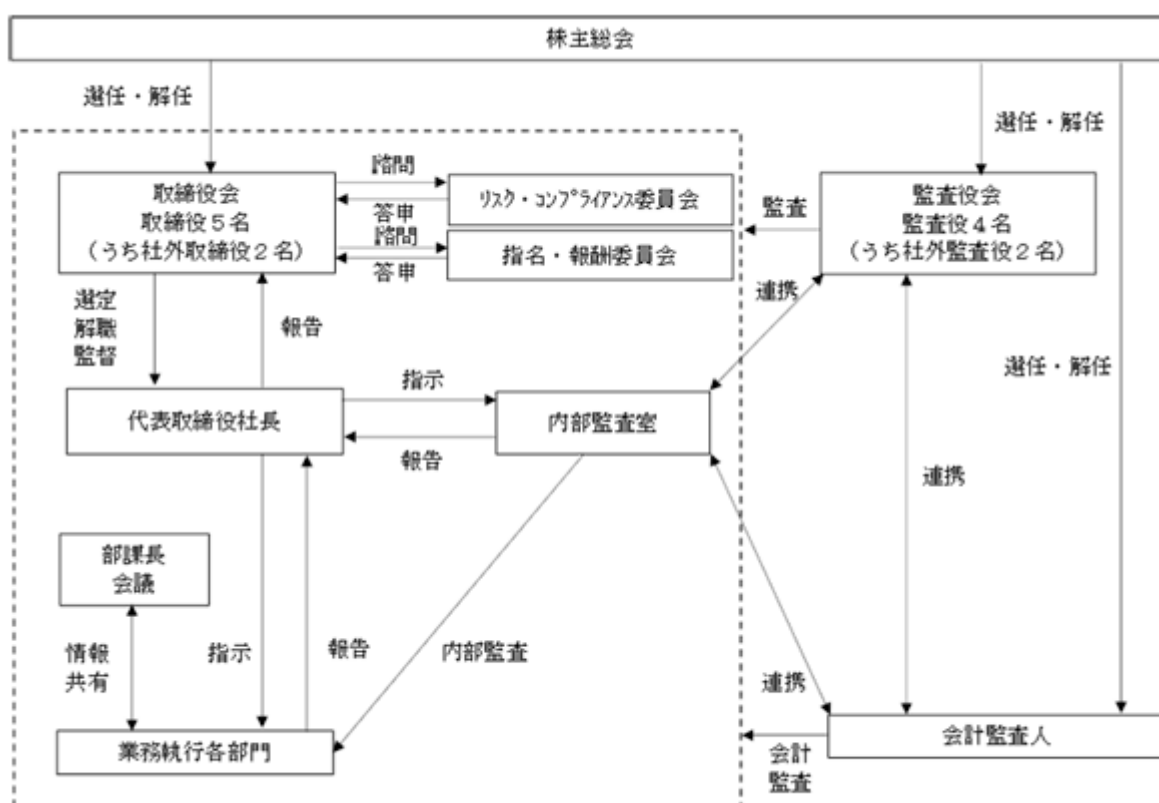 株主総会
選任・解任
選任・解任
諮問
取締役会
取締役5名
(うち社外取締役2名)
リスク・コンプライアンス委員会
答申
諮問
指名・報酬委員会
答申
監査
監査役会
監査役4名
(うち社外監査役2名)
連携
選定
解職
監督
報告
選任・解任
指示
代表取締役社長
内部監査室
報告
連携
部課長
会議
情報
共有
指示
報告
内部監査
連携
業務執行各部門
会計監査人
会計
監査